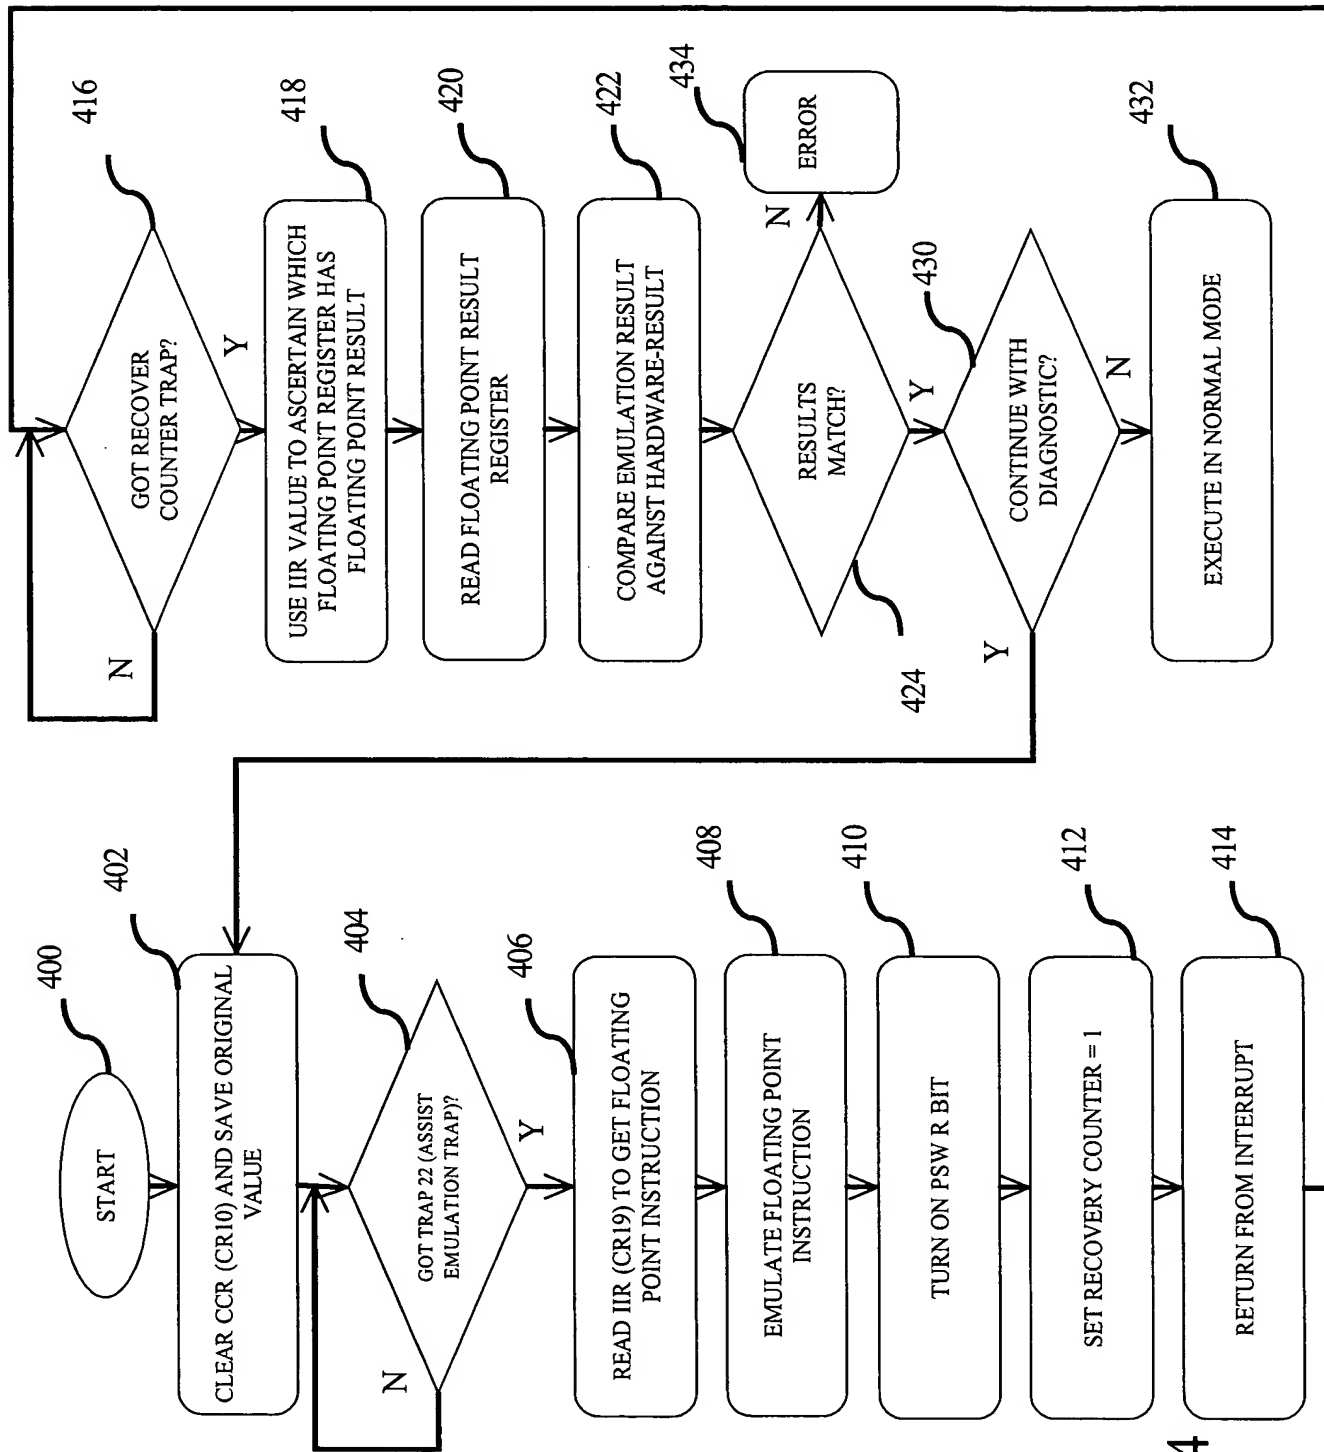 400
START
402
CLEAR CCR (CR10) AND SAVE ORIGINAL
VALUE
404
GOT TRAP 22 (ASSIST
EMULATION TRAP)?
N
Y
406
READ IIR (CR19) TO GET FLOATING
POINT INSTRUCTION
408
EMULATE FLOATING POINT
INSTRUCTION
410
TURN ON PSW R BIT
412
SET RECOVERY COUNTER = 1
414
RETURN FROM INTERRUPT
416
GOT RECOVER
COUNTER TRAP?
N
Y
418
USE IIR VALUE TO ASCERTAIN WHICH
FLOATING POINT REGISTER HAS
FLOATING POINT RESULT
420
READ FLOATING POINT RESULT
REGISTER
422
COMPARE EMULATION RESULT
AGAINST HARDWARE-RESULT
424
RESULTS
MATCH?
N
434
ERROR
Y
430
CONTINUE WITH
DIAGNOSTIC?
Y
N
432
EXECUTE IN NORMAL MODE
4